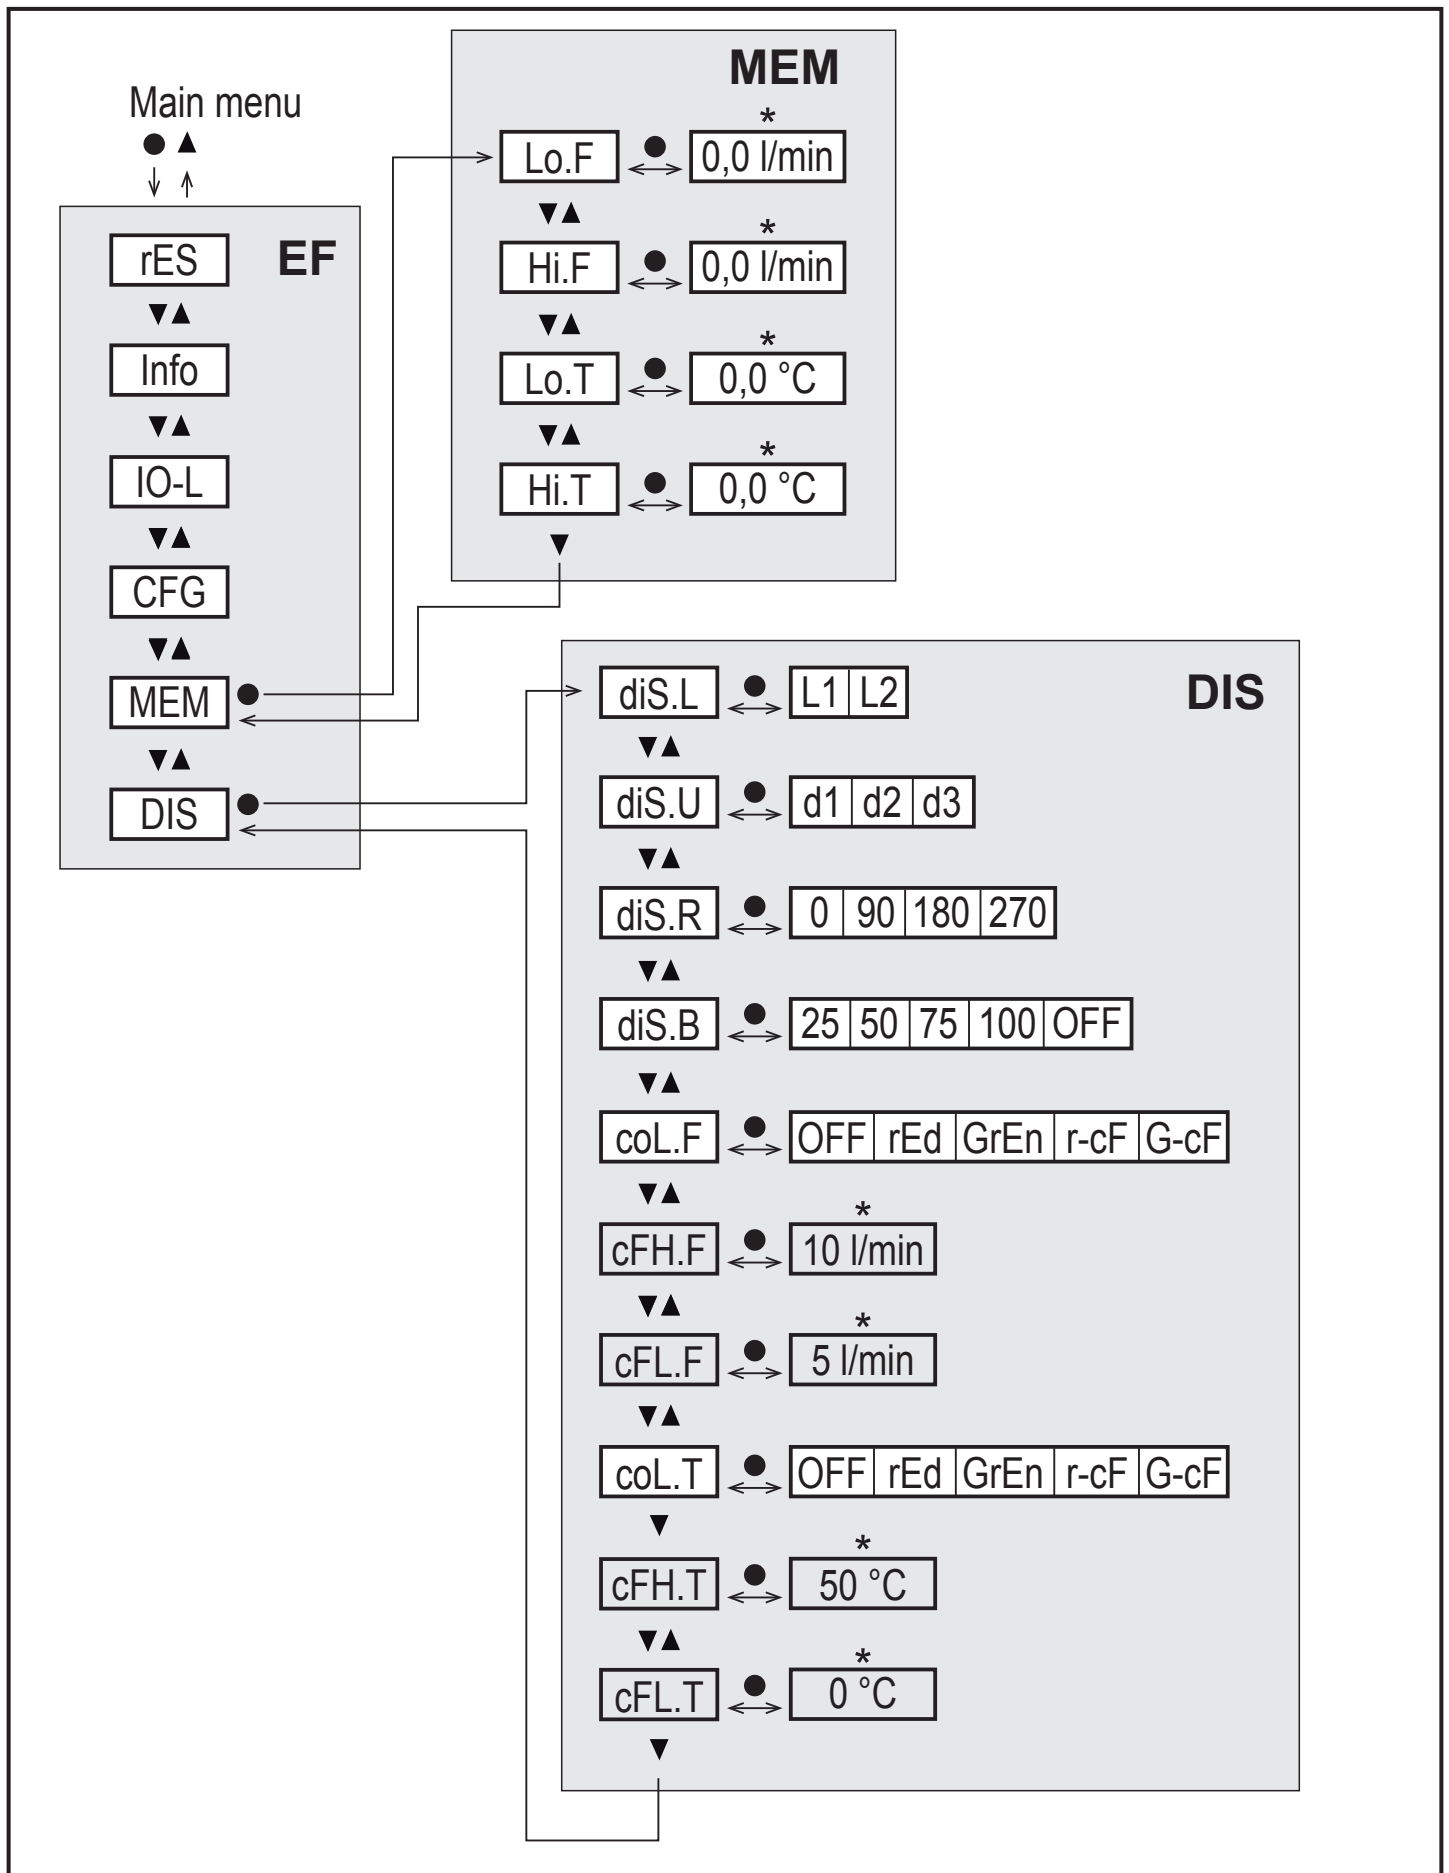 Main menu
EF
rES
Info
IO-L
CFG
MEM
DIS
MEM
*
Lo.F 0,0 l/min
*
Hi.F 0,0 l/min
*
Lo.T 0,0 °C
*
Hi.T 0,0 °C
DIS
diS.L L1 L2
diS.U d1 d2 d3
diS.R 0 90 180 270
diS.B 25 50 75 100 OFF
coL.F OFF rEd GrEn r-cF G-cF
*
cFH.F 10 l/min
*
cFL.F 5 l/min
coL.T OFF rEd GrEn r-cF G-cF
*
cFH.T 50 °C
*
cFL.T 0 °C